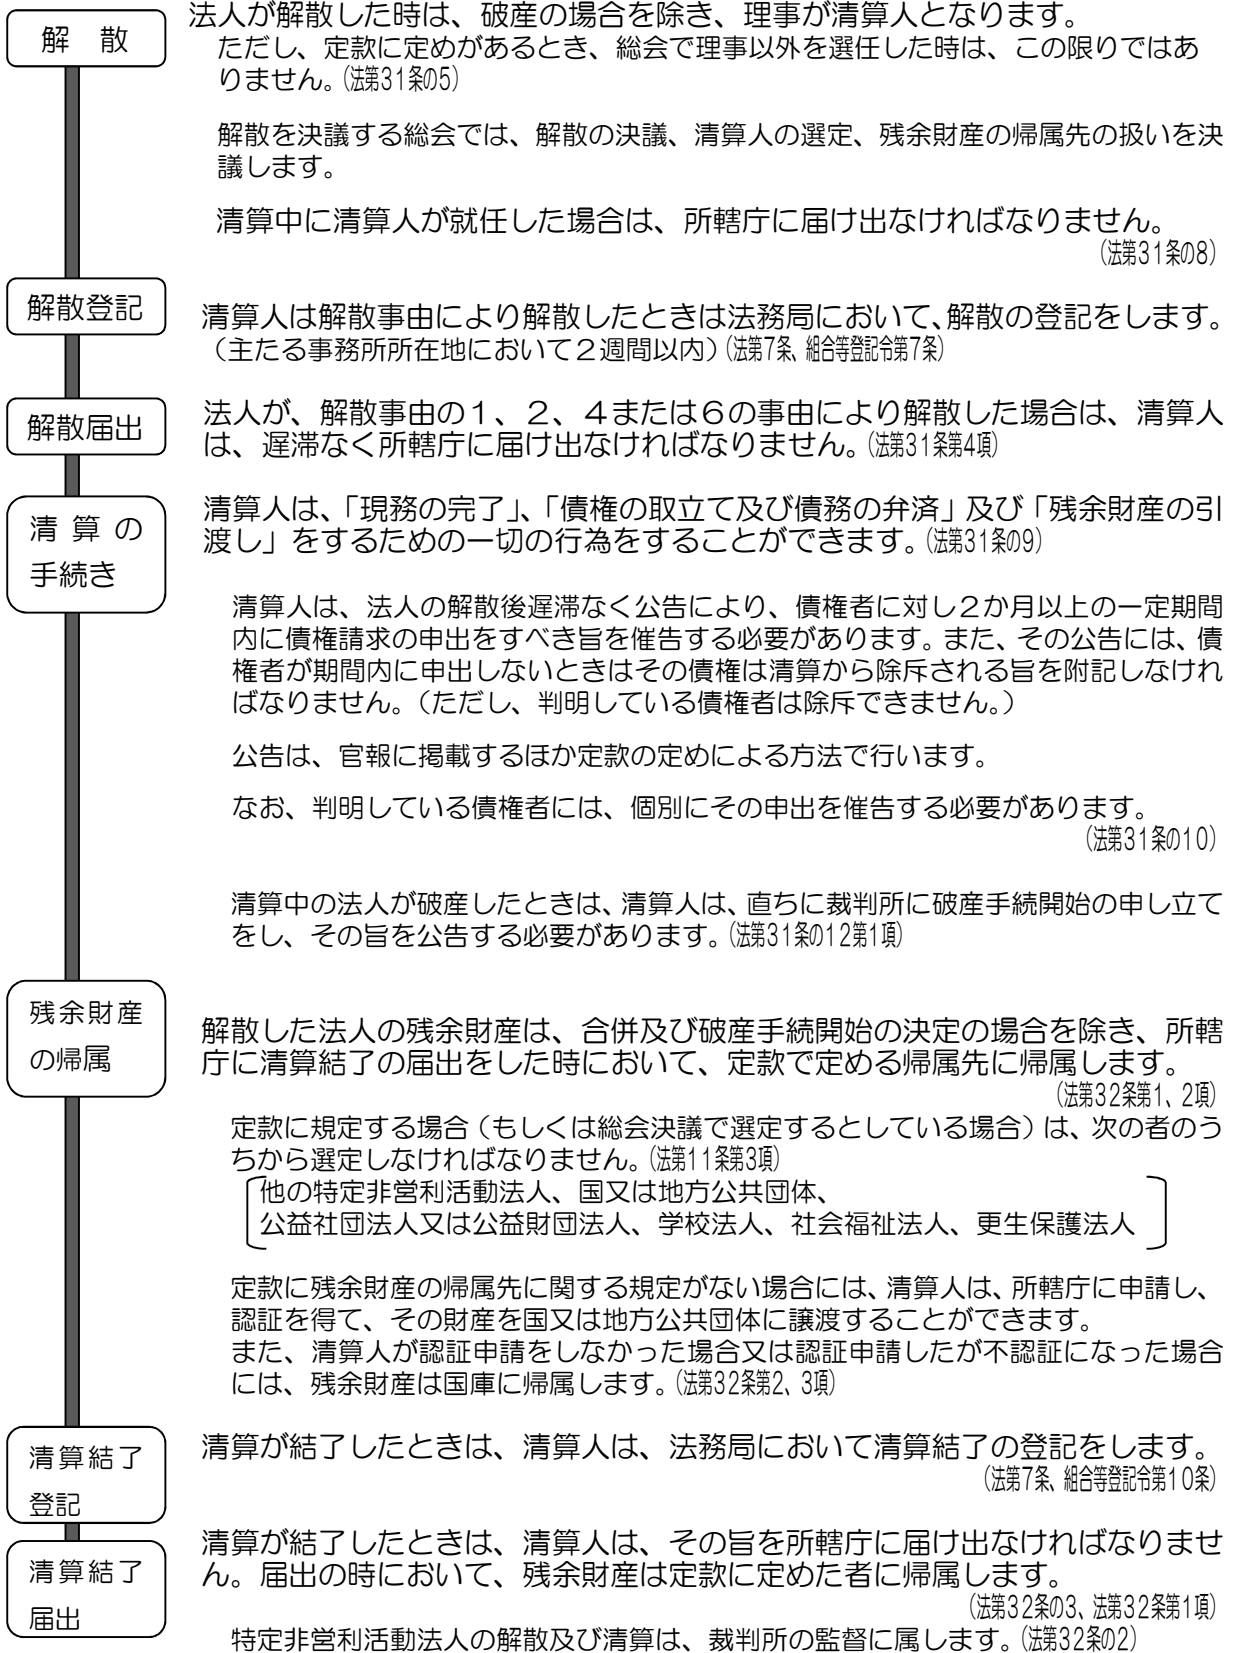 解　散
法人が解散した時は、破産の場合を除き、理事が清算人となります。
ただし、定款に定めがあるとき、総会で理事以外を選任した時は、この限りではあ
りません。(法第31条の5)
解散を決議する総会では、解散の決議、清算人の選定、残余財産の帰属先の扱いを決
議します。
清算中に清算人が就任した場合は、所轄庁に届け出なければなりません。
(法第31条の8)
解散登記
清算人は解散事由により解散したときは法務局において、解散の登記をします。
（主たる事務所所在地において２週間以内）(法第7条、組合等登記令第7条)
解散届出
法人が、解散事由の１、２、４または６の事由により解散した場合は、清算人
は、遅滞なく所轄庁に届け出なければなりません。(法第31条第4項)
清 算 の
手続き
清算人は、「現務の完了」、「債権の取立て及び債務の弁済」及び「残余財産の引
渡し」をするための一切の行為をすることができます。(法第31条の9)
清算人は、法人の解散後遅滞なく公告により、債権者に対し２か月以上の一定期間
内に債権請求の申出をすべき旨を催告する必要があります。また、その公告には、債
権者が期間内に申出しないときはその債権は清算から除斥される旨を附記しなけれ
ばなりません。（ただし、判明している債権者は除斥できません。）
公告は、官報に掲載するほか定款の定めによる方法で行います。
なお、判明している債権者には、個別にその申出を催告する必要があります。
(法第31条の10)
清算中の法人が破産したときは、清算人は、直ちに裁判所に破産手続開始の申し立て
をし、その旨を公告する必要があります。(法第31条の12第1項)
残余財産
の帰属
解散した法人の残余財産は、合併及び破産手続開始の決定の場合を除き、所轄
庁に清算結了の届出をした時において、定款で定める帰属先に帰属します。
(法第32条第1、2項)
定款に規定する場合（もしくは総会決議で選定するとしている場合）は、次の者のう
ちから選定しなければなりません。(法第11条第3項)
他の特定非営利活動法人、国又は地方公共団体、
公益社団法人又は公益財団法人、学校法人、社会福祉法人、更生保護法人
定款に残余財産の帰属先に関する規定がない場合には、清算人は、所轄庁に申請し、
認証を得て、その財産を国又は地方公共団体に譲渡することができます。
また、清算人が認証申請をしなかった場合又は認証申請したが不認証になった場合
には、残余財産は国庫に帰属します。(法第32条第2、3項)
清算結了
登記
清算が結了したときは、清算人は、法務局において清算結了の登記をします。
(法第7条、組合等登記令第10条)
清算結了
届出
清算が結了したときは、清算人は、その旨を所轄庁に届け出なければなりませ
ん。届出の時において、残余財産は定款に定めた者に帰属します。
(法第32条の3、法第32条第1項)
特定非営利活動法人の解散及び清算は、裁判所の監督に属します。(法第32条の2)